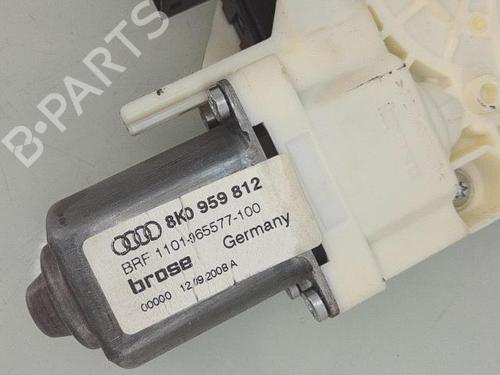 B-PARTS
8K0 959 812
BRF 1101-965577-100
brose Germany
00000 12.09.2008 A